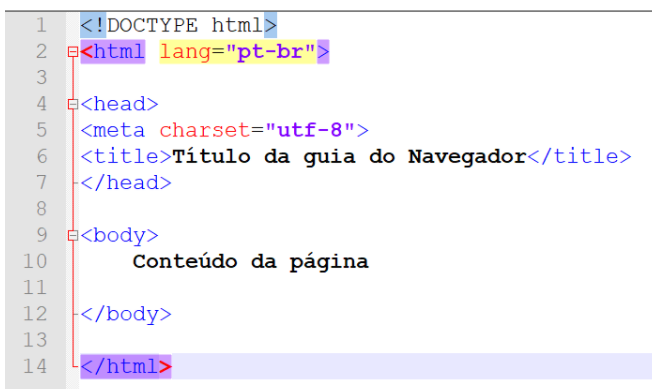 1 <!DOCTYPE html>
2 <html lang="pt-br">
3
4 <head>
5 <meta charset="utf-8">
6 <title>Título da guia do Navegador</title>
7 </head>
8
9 <body>
10 Conteúdo da página
11
12 </body>
13
14 </html>